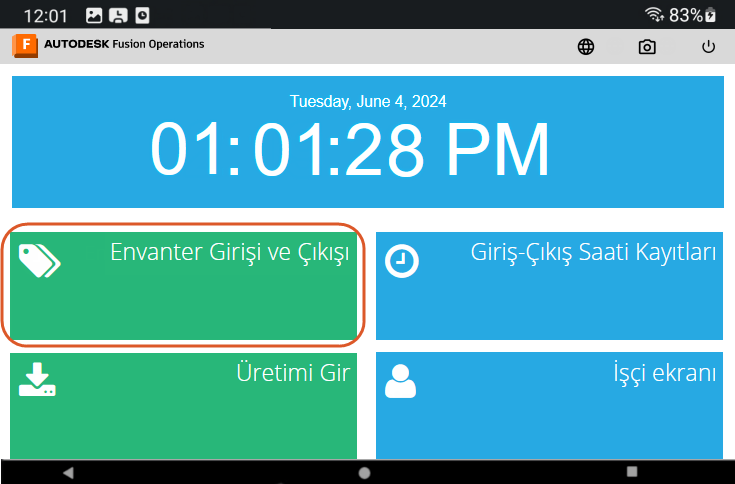 12:01
83%
F AUTODESK Fusion Operations
Tuesday, June 4, 2024
01:01:28 PM
Envanter Girişi ve Çıkışı
Giriş-Çıkış Saati Kayıtları
Üretimi Gir
İşçi ekranı